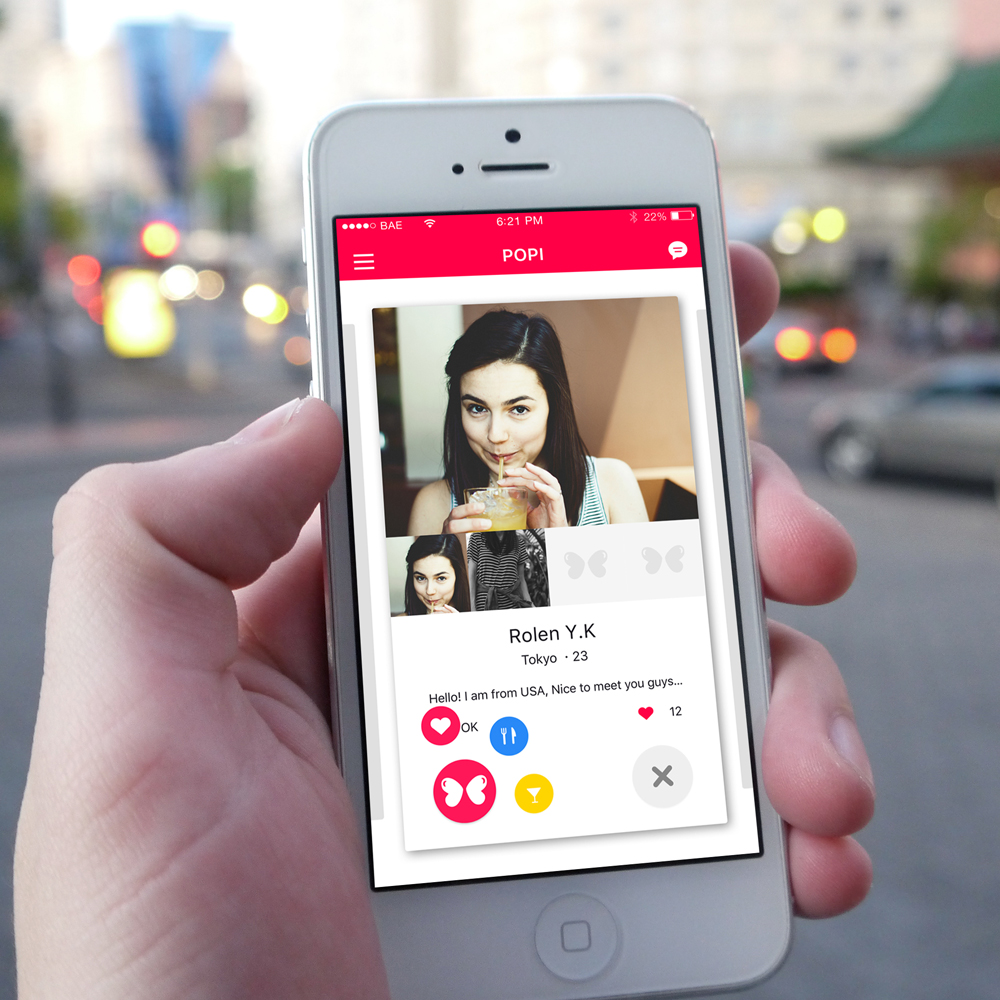 BAE 6:21 PM 22%
POPI
Rolen Y.K
Tokyo · 23
Hello! I am from USA, Nice to meet you guys...
OK
12